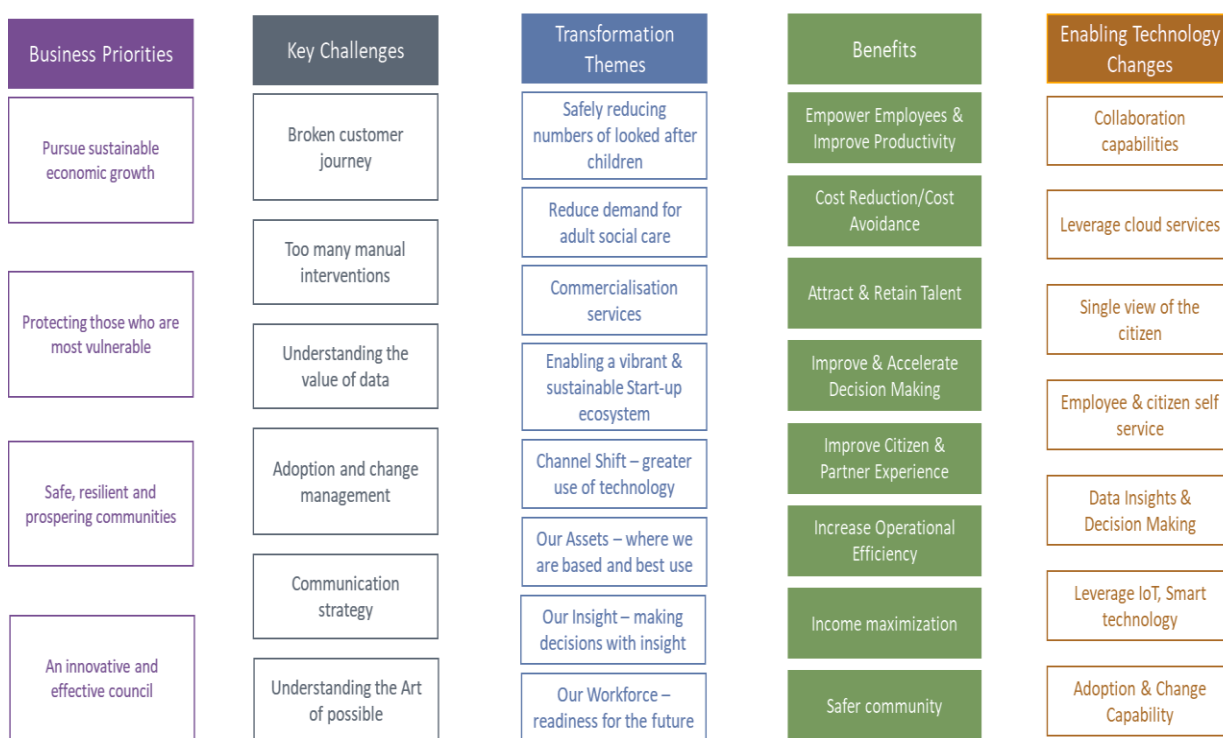 Business Priorities
Pursue sustainable
economic growth
Protecting those who are
most vulnerable
Safe, resilient and
prospering communities
An innovative and
effective council
Key Challenges
Broken customer
journey
Too many manual
interventions
Understanding the
value of data
Adoption and change
management
Communication
strategy
Understanding the Art
of possible
Transformation
Themes
Safely reducing
numbers of looked after
children
Reduce demand for
adult social care
Commercialisation
services
Enabling a vibrant &
sustainable Start-up
ecosystem
Channel Shift – greater
use of technology
Our Assets – where we
are based and best use
Our Insight – making
decisions with insight
Our Workforce –
readiness for the future
Benefits
Empower Employees &
Improve Productivity
Cost Reduction/Cost
Avoidance
Attract & Retain Talent
Improve & Accelerate
Decision Making
Improve Citizen &
Partner Experience
Increase Operational
Efficiency
Income maximization
Safer community
Enabling Technology
Changes
Collaboration
capabilities
Leverage cloud services
Single view of the
citizen
Employee & citizen self
service
Data Insights &
Decision Making
Leverage IoT, Smart
technology
Adoption & Change
Capability